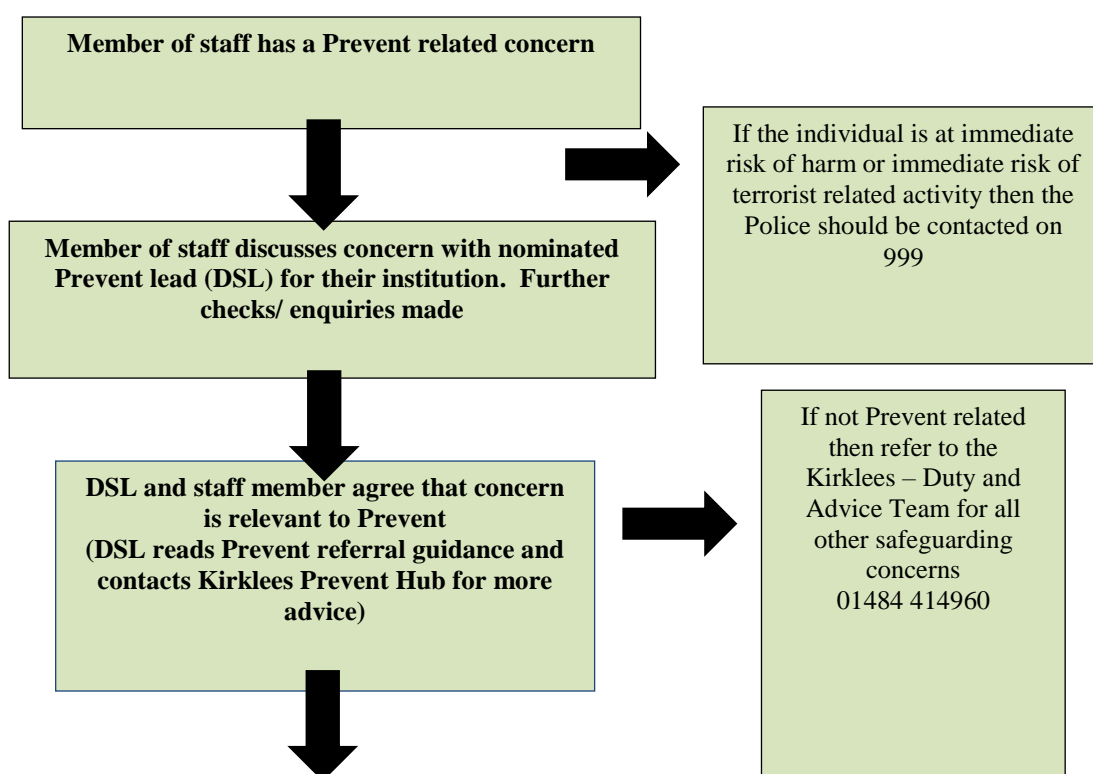 Member of staff has a Prevent related concern
If the individual is at immediate
risk of harm or immediate risk of
terrorist related activity then the
Police should be contacted on
999
Member of staff discusses concern with nominated
Prevent lead (DSL) for their institution.  Further
checks/ enquiries made
DSL and staff member agree that concern
is relevant to Prevent
(DSL reads Prevent referral guidance and
contacts Kirklees Prevent Hub for more
advice)
If not Prevent related
then refer to the
Kirklees – Duty and
Advice Team for all
other safeguarding
concerns
01484 414960